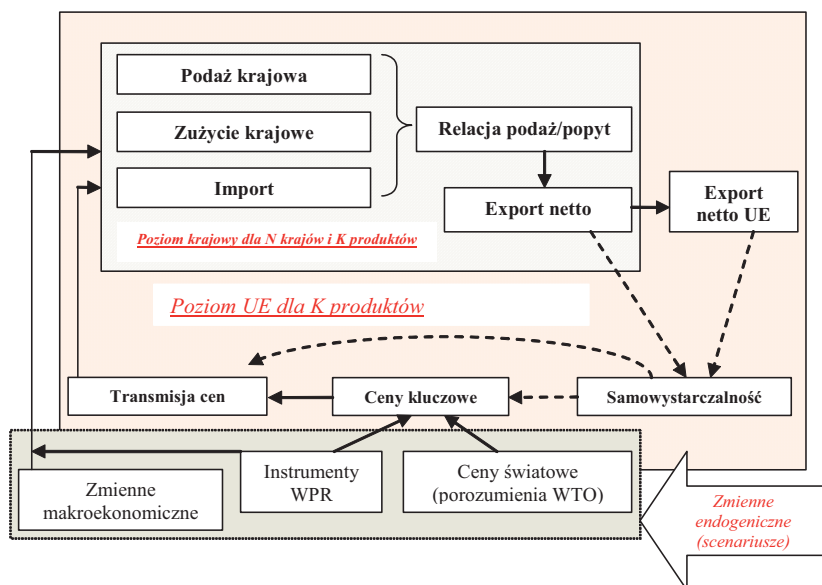 Podaż krajowa
Zużycie krajowe
Import
Relacja podaż/popyt
Export netto
Export
netto UE
Poziom krajowy dla N krajów i K produktów
Poziom UE dla K produktów
Transmisja cen
Ceny kluczowe
Samowystarczalność
Zmienne
makroekonomiczne
Instrumenty
WPR
Ceny światowe
(porozumienia WTO)
Zmienne
endogeniczne
(scenariusze)